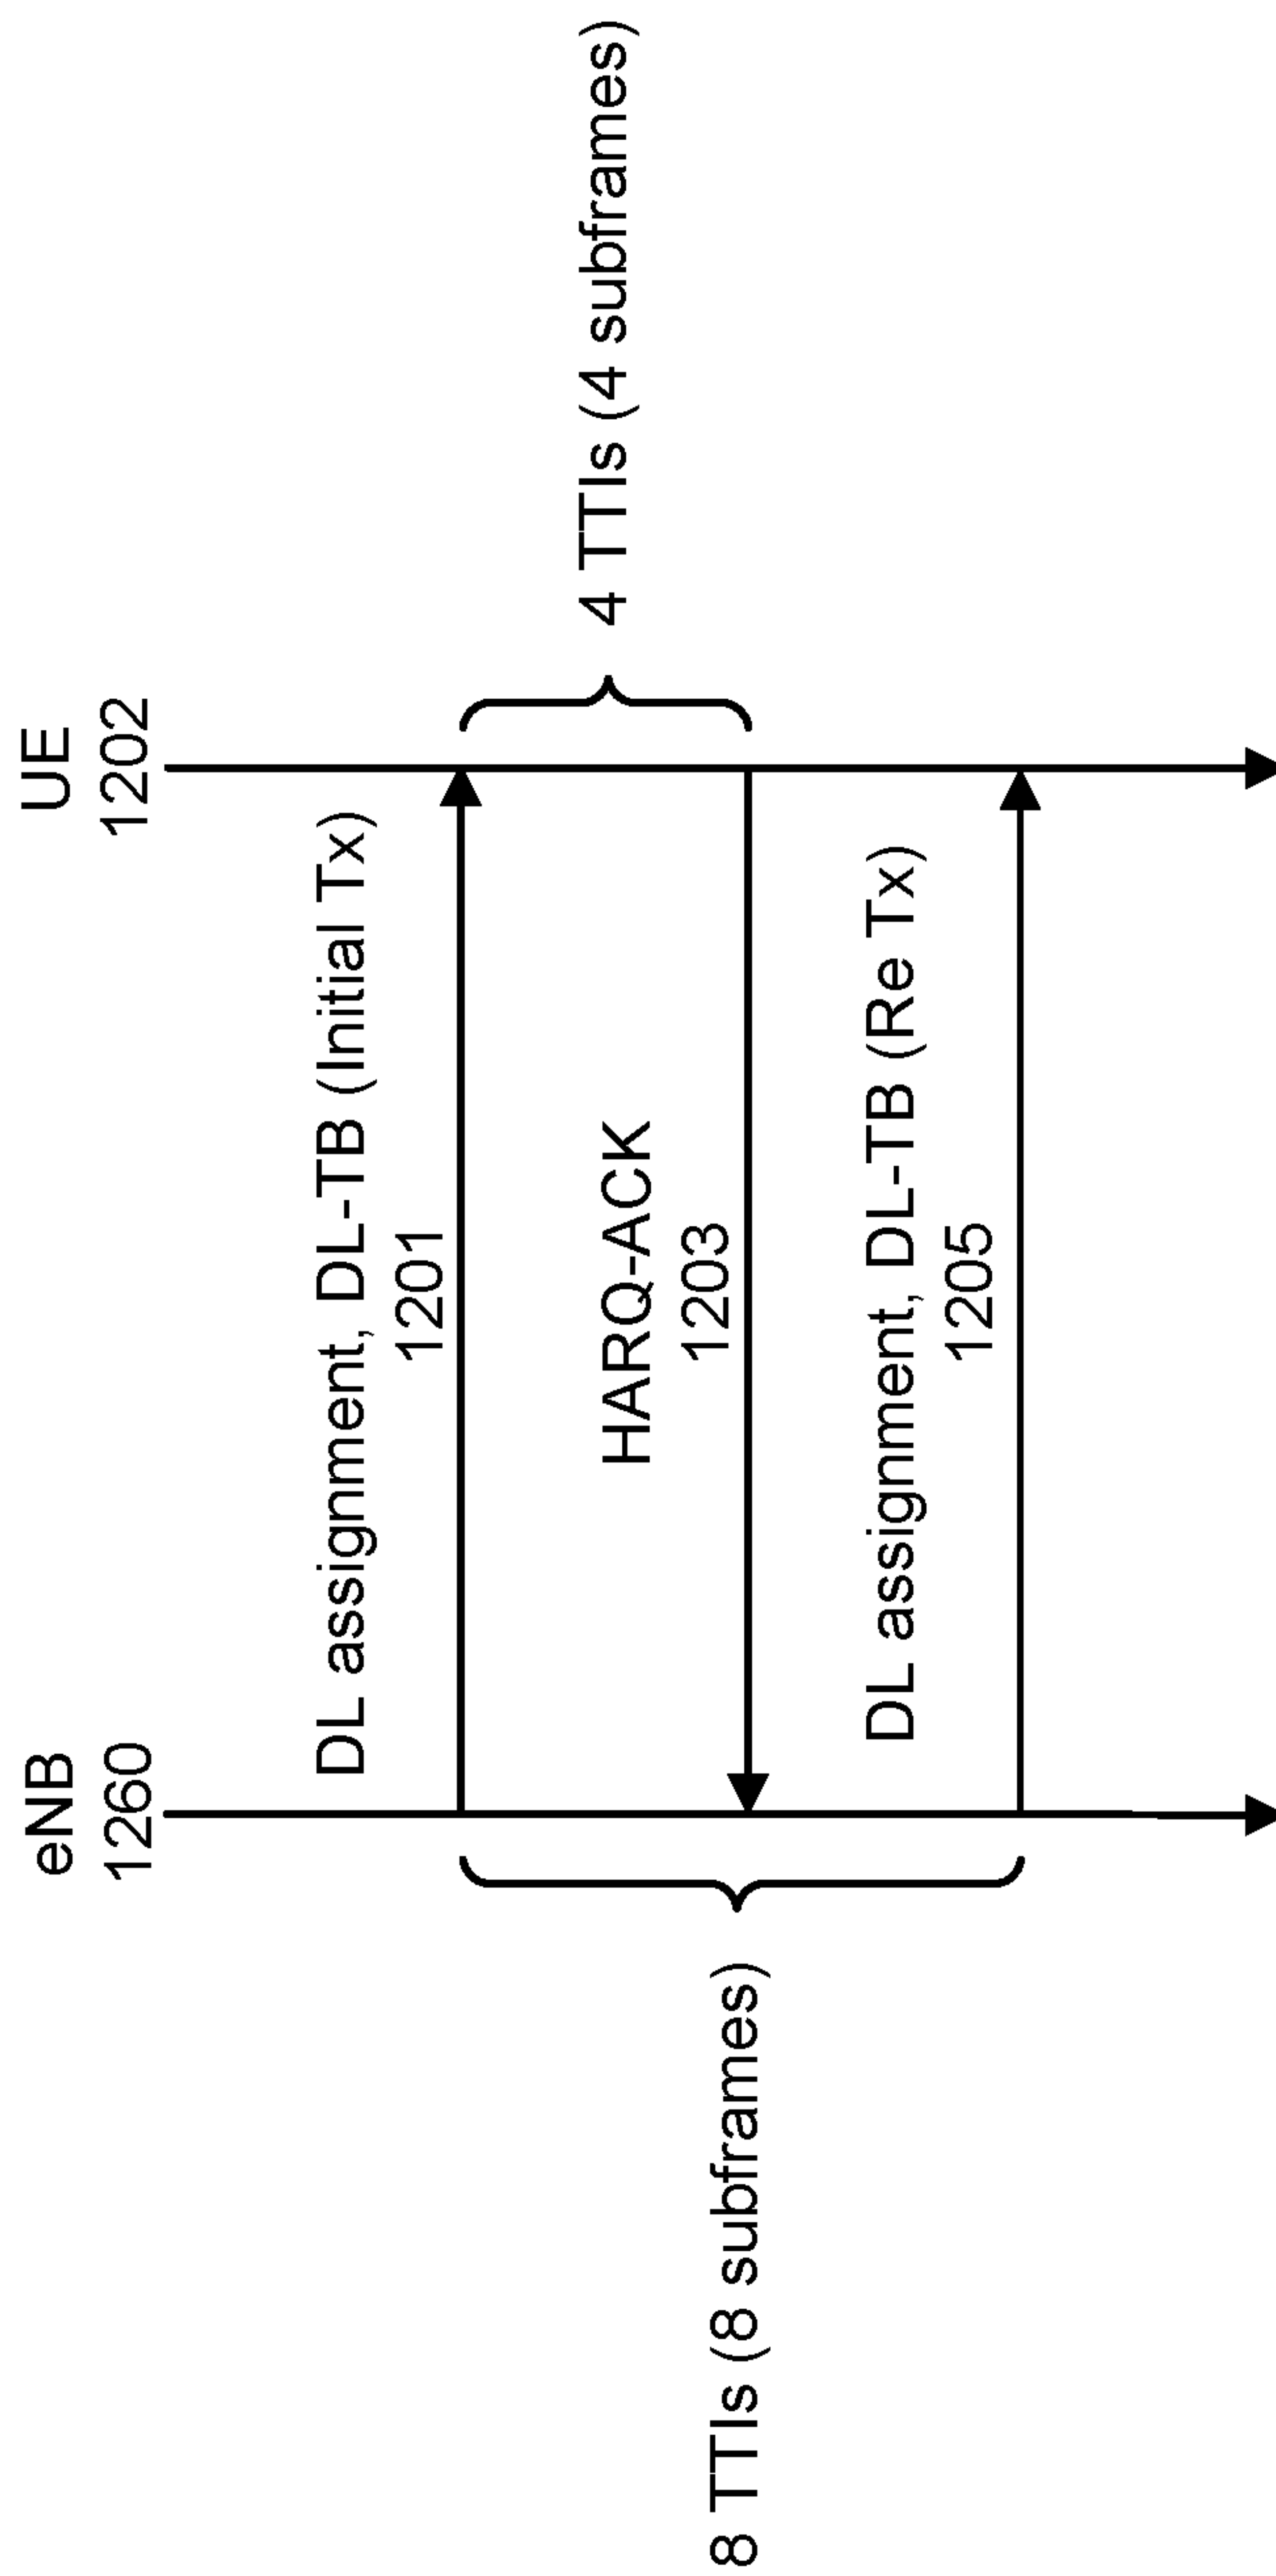 eNB
1260
UE
1202
DL assignment, DL-TB (Initial Tx)
1201
4 TTIs (4 subframes)
HARQ-ACK
1203
8 TTIs (8 subframes)
DL assignment, DL-TB (Re Tx)
1205